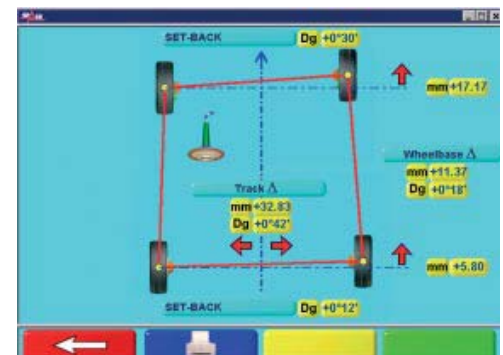 SET-BACK Dg +0°30'
mm +17.17
Wheelbase Δ
mm +11.37
Dg +0°18'
Track Δ
mm +32.83
Dg +0°42'
mm +5.80
SET-BACK Dg +0°12'